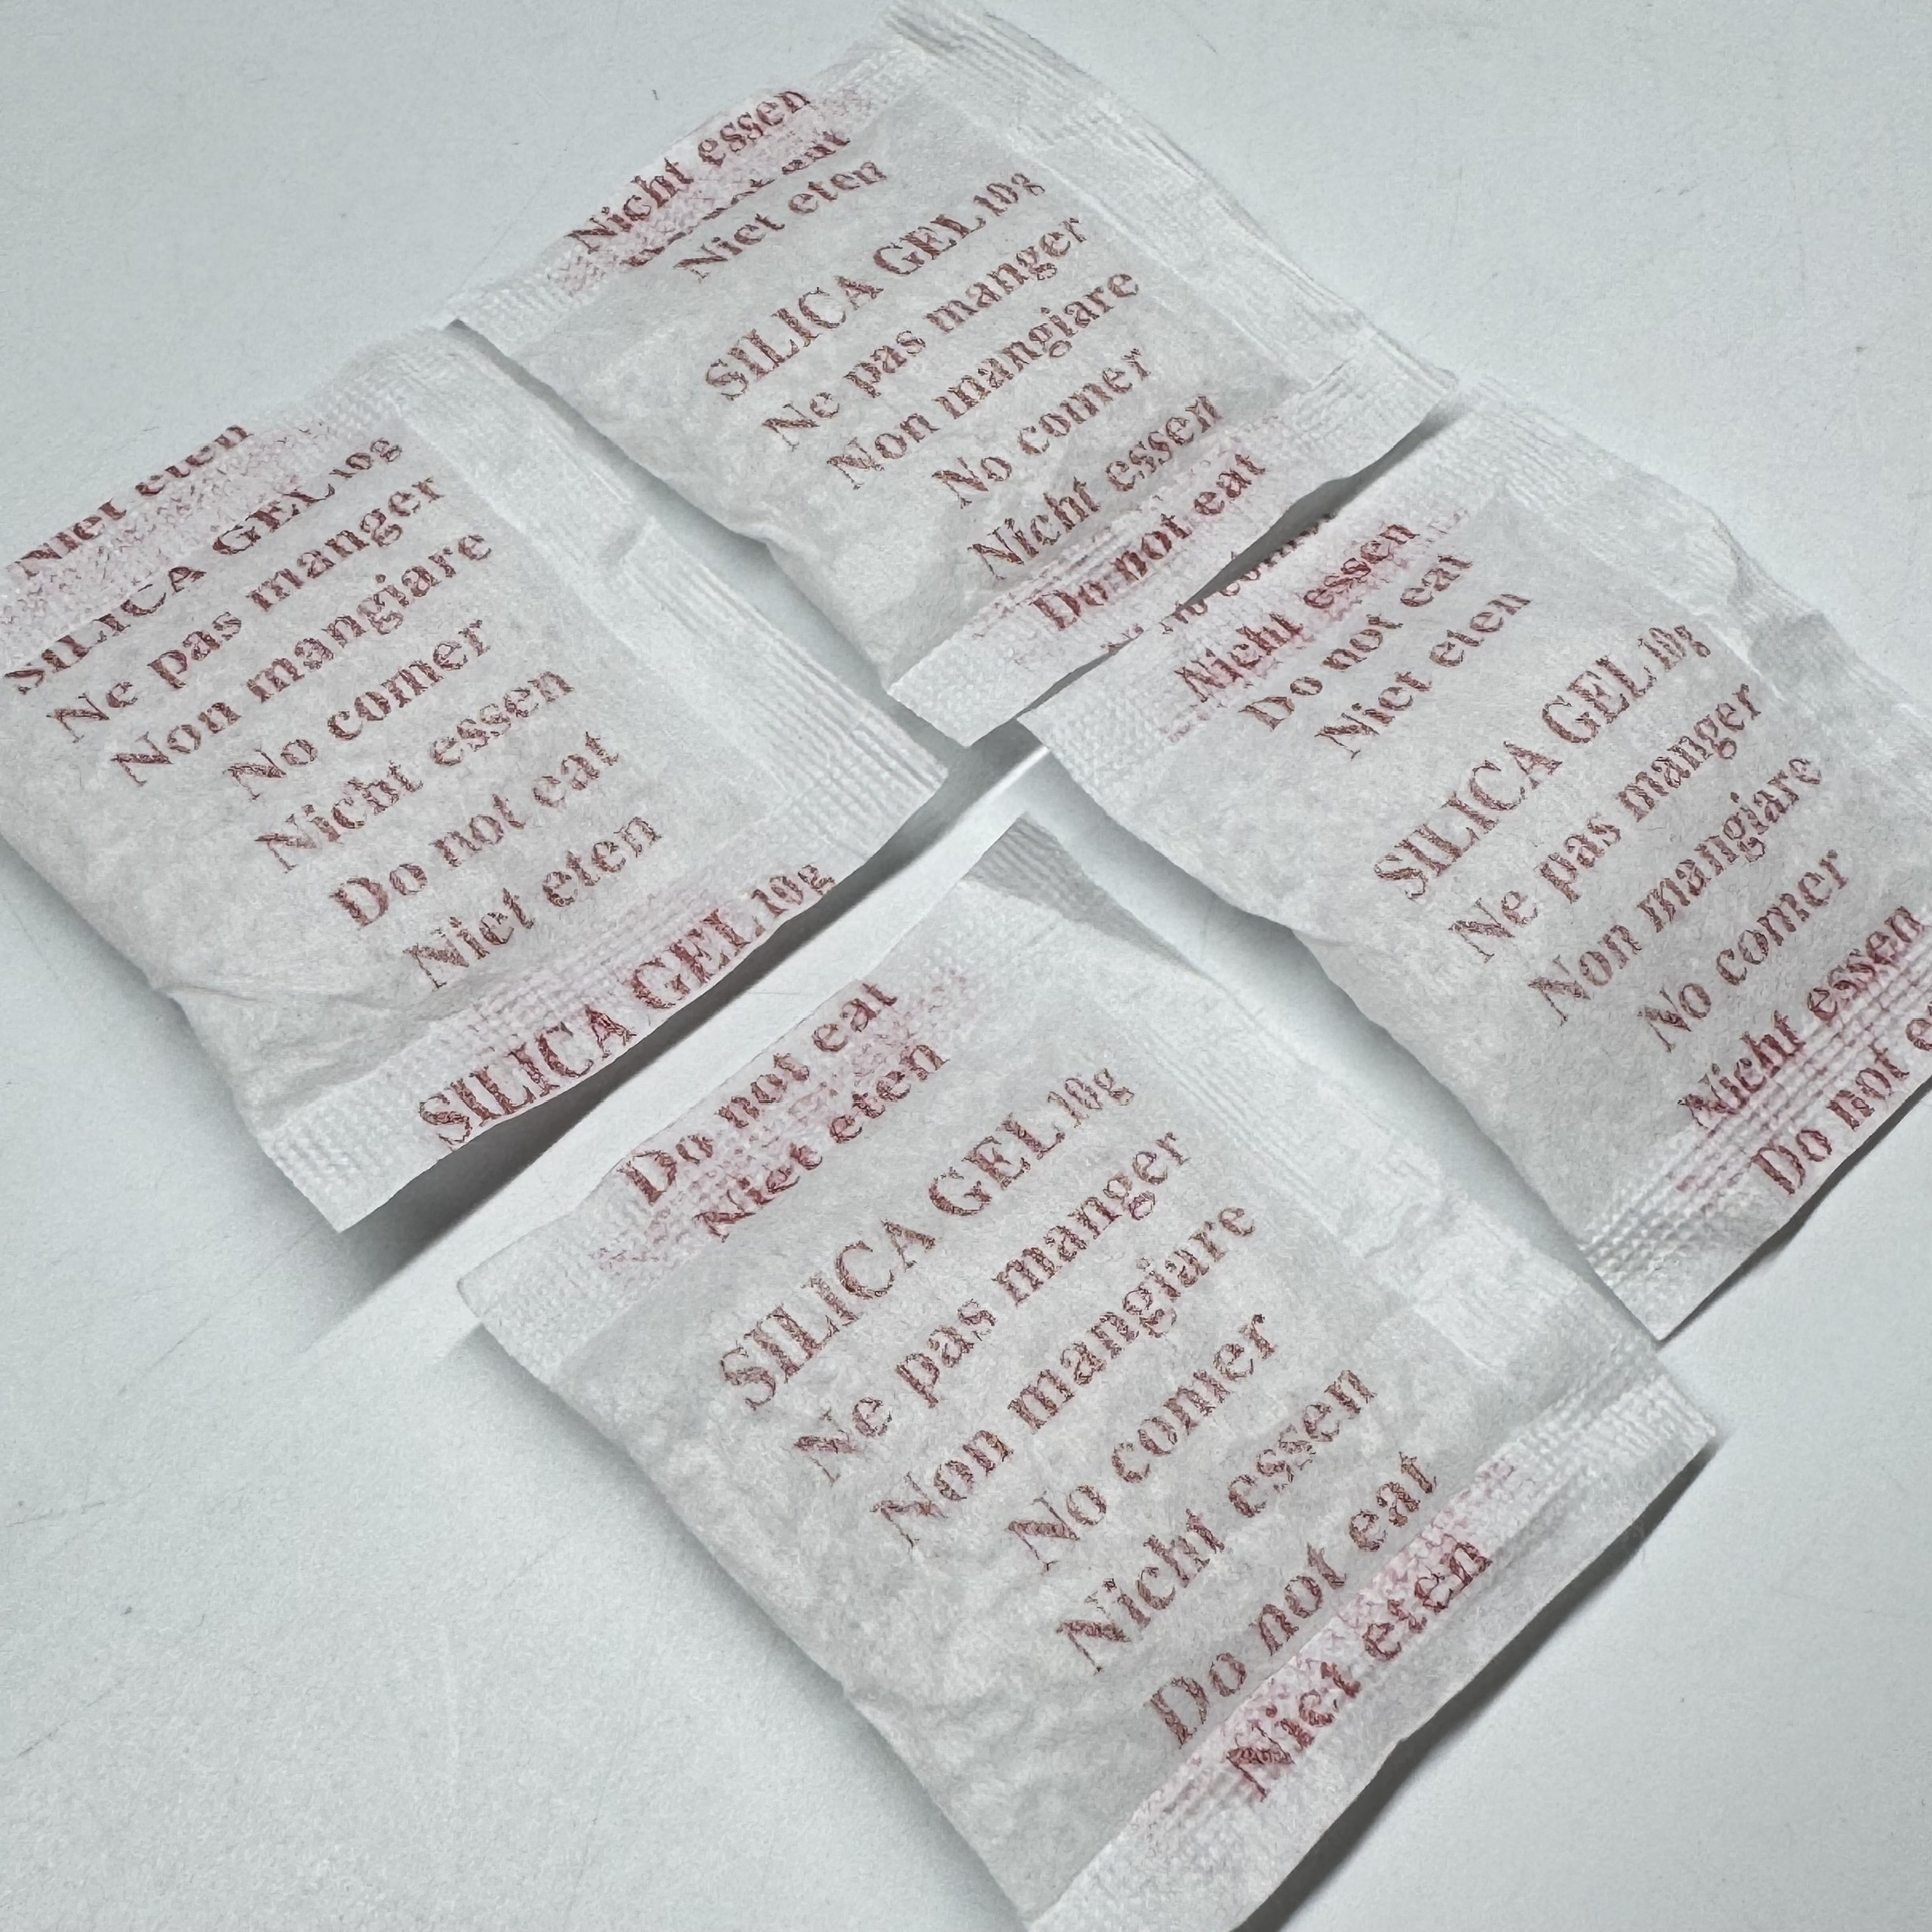 Nicht essen
Niet eten
SILICA GEL 10g
Ne pas manger
Non mangiare
No comer
Nicht essen
Do not eat
Niet eten
SILICA GEL 10g
Ne pas manger
Non mangiare
No comer
Nicht essen
Do not eat
Niet eten
SILICA GEL 10g
Nicht essen
Do not eat
Niet eten
SILICA GEL 10g
Ne pas manger
Non mangiare
No comer
Nicht essen
Do not
Do not eat
Niet eten
SILICA GEL 10g
Ne pas manger
Non mangiare
No comer
Nicht essen
Do not eat
Niet eten